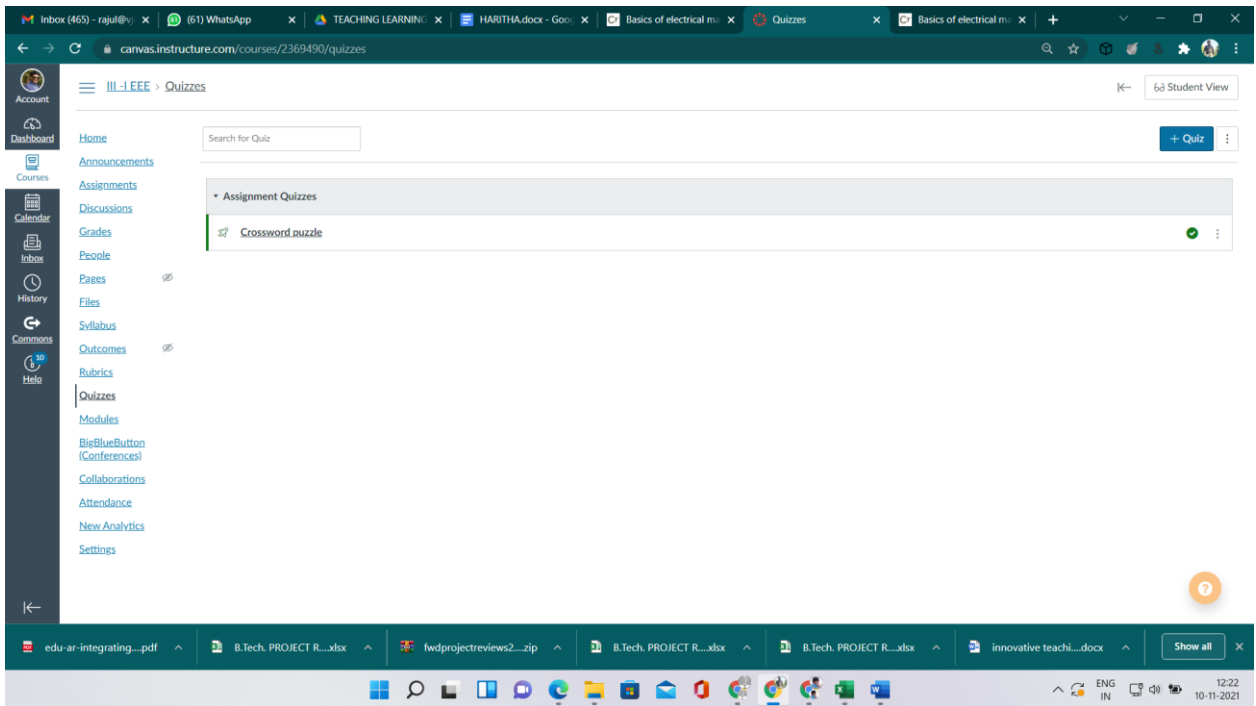 Inbox (465) - rajul@vj
(61) WhatsApp
TEACHING LEARNING
HARITHA.docx - Goo
Basics of electrical ma
Quizzes
Basics of electrical ma
canvas.instructure.com/courses/2369490/quizzes
Account
III -I EEE > Quizzes
Student View
Dashboard
Home
Search for Quiz
+ Quiz
Announcements
Courses
Assignments
Assignment Quizzes
Calendar
Discussions
Grades
Crossword puzzle
Inbox
People
Pages
History
Files
Syllabus
Commons
Outcomes
10
Help
Rubrics
Quizzes
Modules
BigBlueButton
(Conferences)
Collaborations
Attendance
New Analytics
Settings
edu-ar-integrating....pdf
B.Tech. PROJECT R....xlsx
fwdprojectreviews2....zip
B.Tech. PROJECT R....xlsx
B.Tech. PROJECT R....xlsx
innovative teachi....docx
Show all
ENG
IN
12:22
10-11-2021